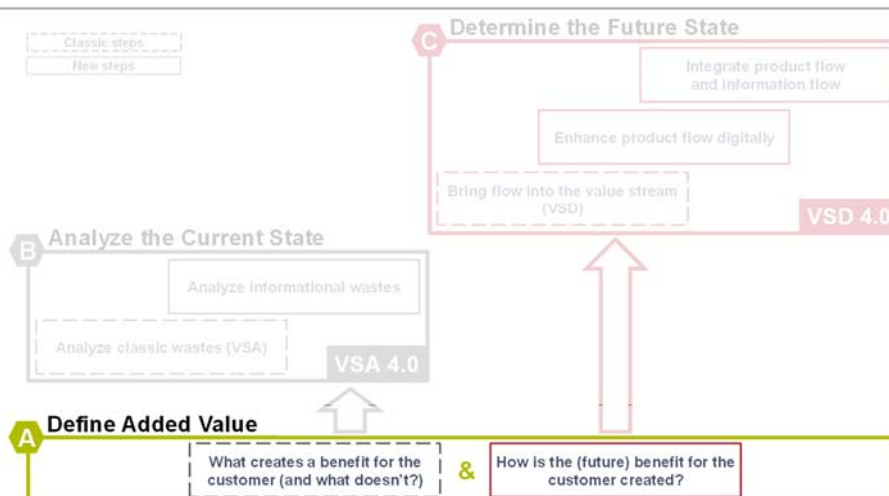 Classic steps
New steps
C Determine the Future State
Integrate product flow
and information flow
Enhance product flow digitally
Bring flow into the value stream
(VSD)
VSD 4.0
B Analyze the Current State
Analyze informational wastes
Analyze classic wastes (VSA)
VSA 4.0
A Define Added Value
What creates a benefit for the
customer (and what doesn't?)
&
How is the (future) benefit for the
customer created?